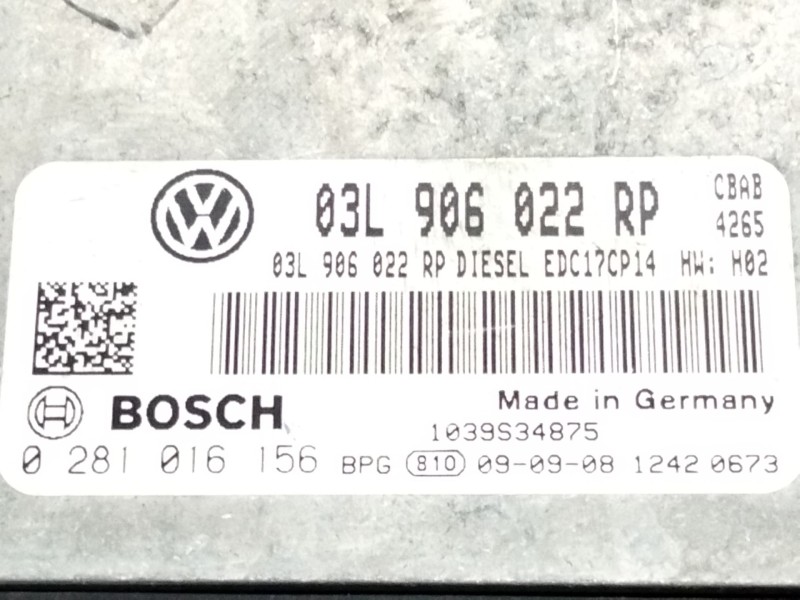 03L 906 022 RP CBAB
4265
03L 906 022 RP DIESEL EDC17CP14 HW: H02
BOSCH
Made in Germany
1039S34875
0 281 016 156 BPG 810 09-09-08 1242 0673